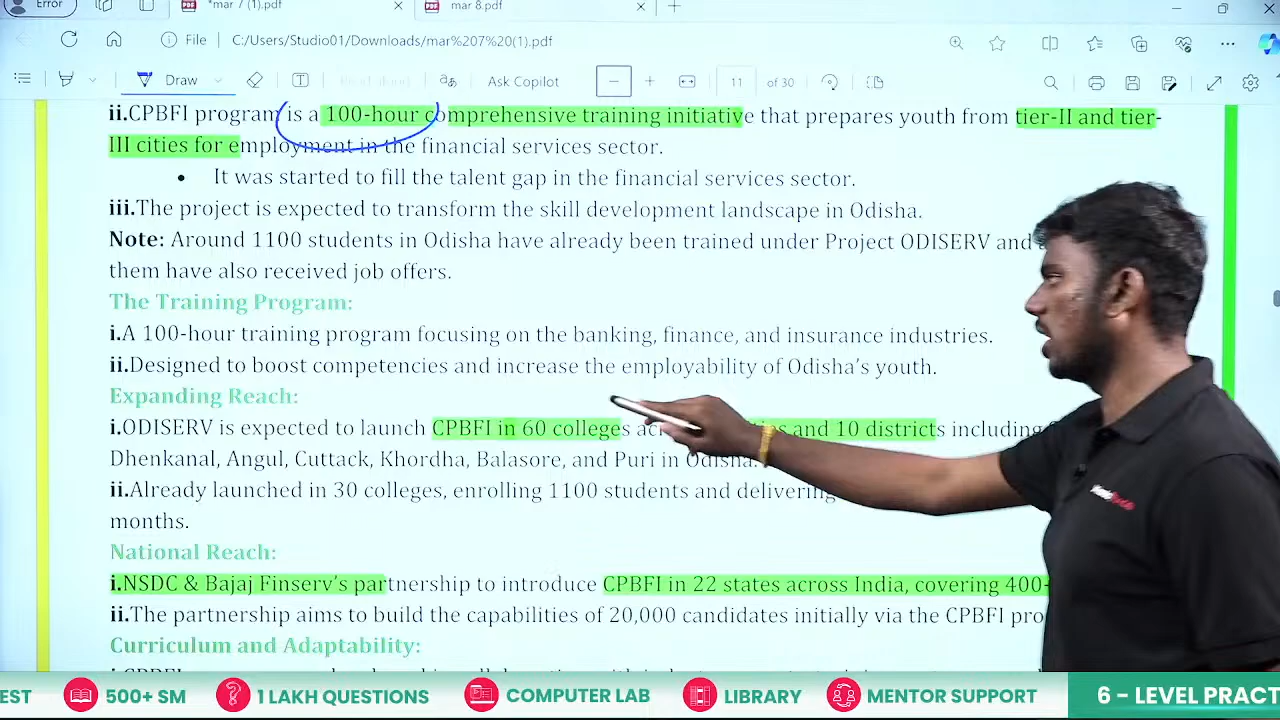 Error
*mar 7 (1).pdf
mar 8.pdf
File
C:/Users/Studio01/Downloads/mar%207%20(1).pdf
Draw
Read aloud
Ask Copilot
11
of 30
ii.CPBFI program is a 100-hour comprehensive training initiative that prepares youth from tier-II and tier-
III cities for employment in the financial services sector.
• It was started to fill the talent gap in the financial services sector.
iii.The project is expected to transform the skill development landscape in Odisha.
Note: Around 1100 students in Odisha have already been trained under Project ODISERV and
them have also received job offers.
The Training Program:
i.A 100-hour training program focusing on the banking, finance, and insurance industries.
ii.Designed to boost competencies and increase the employability of Odisha's youth.
Expanding Reach:
i.ODISERV is expected to launch CPBFI in 60 colleges and 10 districts including
Dhenkanal, Angul, Cuttack, Khordha, Balasore, and Puri in Odisha.
ii.Already launched in 30 colleges, enrolling 1100 students and delivering
months.
National Reach:
i.NSDC & Bajaj Finserv's partnership to introduce CPBFI in 22 states across India, covering 400-
ii.The partnership aims to build the capabilities of 20,000 candidates initially via the CPBFI pro
Curriculum and Adaptability:
EST
500+ SM
1 LAKH QUESTIONS
COMPUTER LAB
LIBRARY
MENTOR SUPPORT
6 – LEVEL PRACT